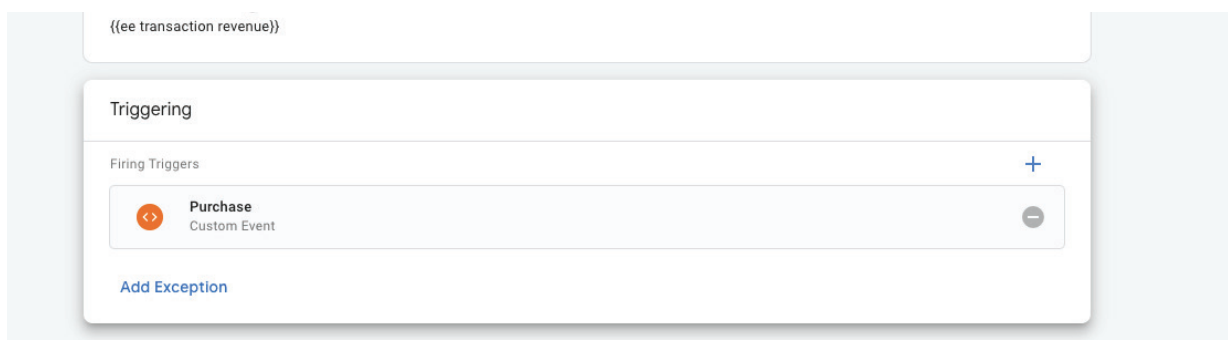 {{ee transaction revenue}}
Triggering
Firing Triggers
Purchase
Custom Event
Add Exception